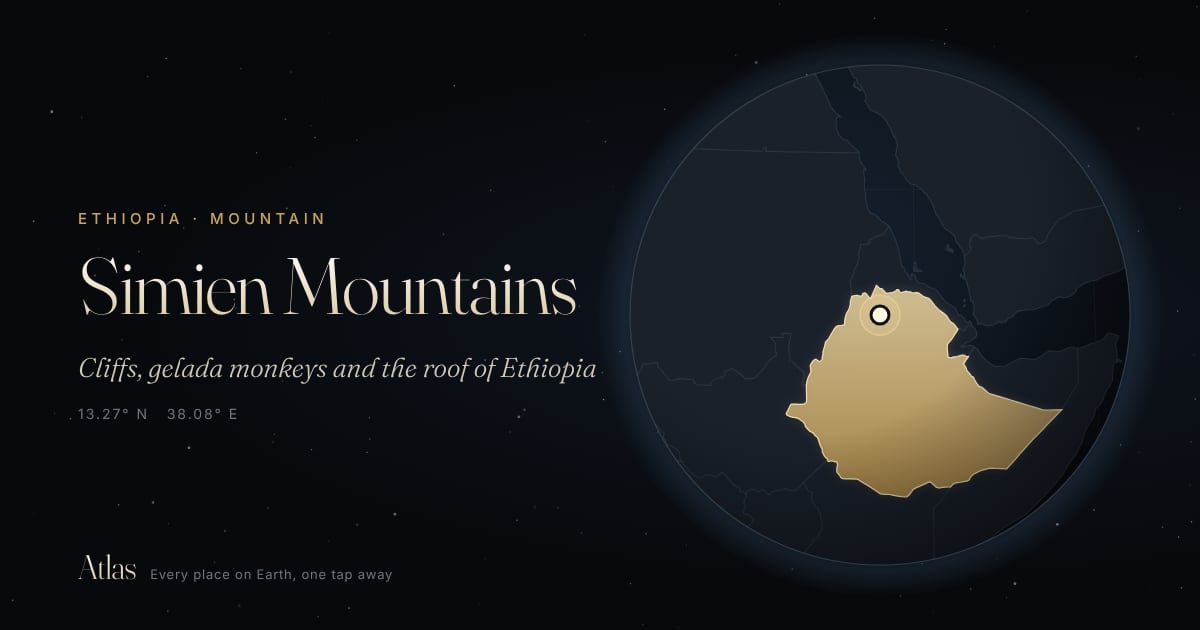 ETHIOPIA · MOUNTAIN
Simien Mountains
Cliffs, gelada monkeys and the roof of Ethiopia
13.27° N 38.08° E
Atlas Every place on Earth, one tap away